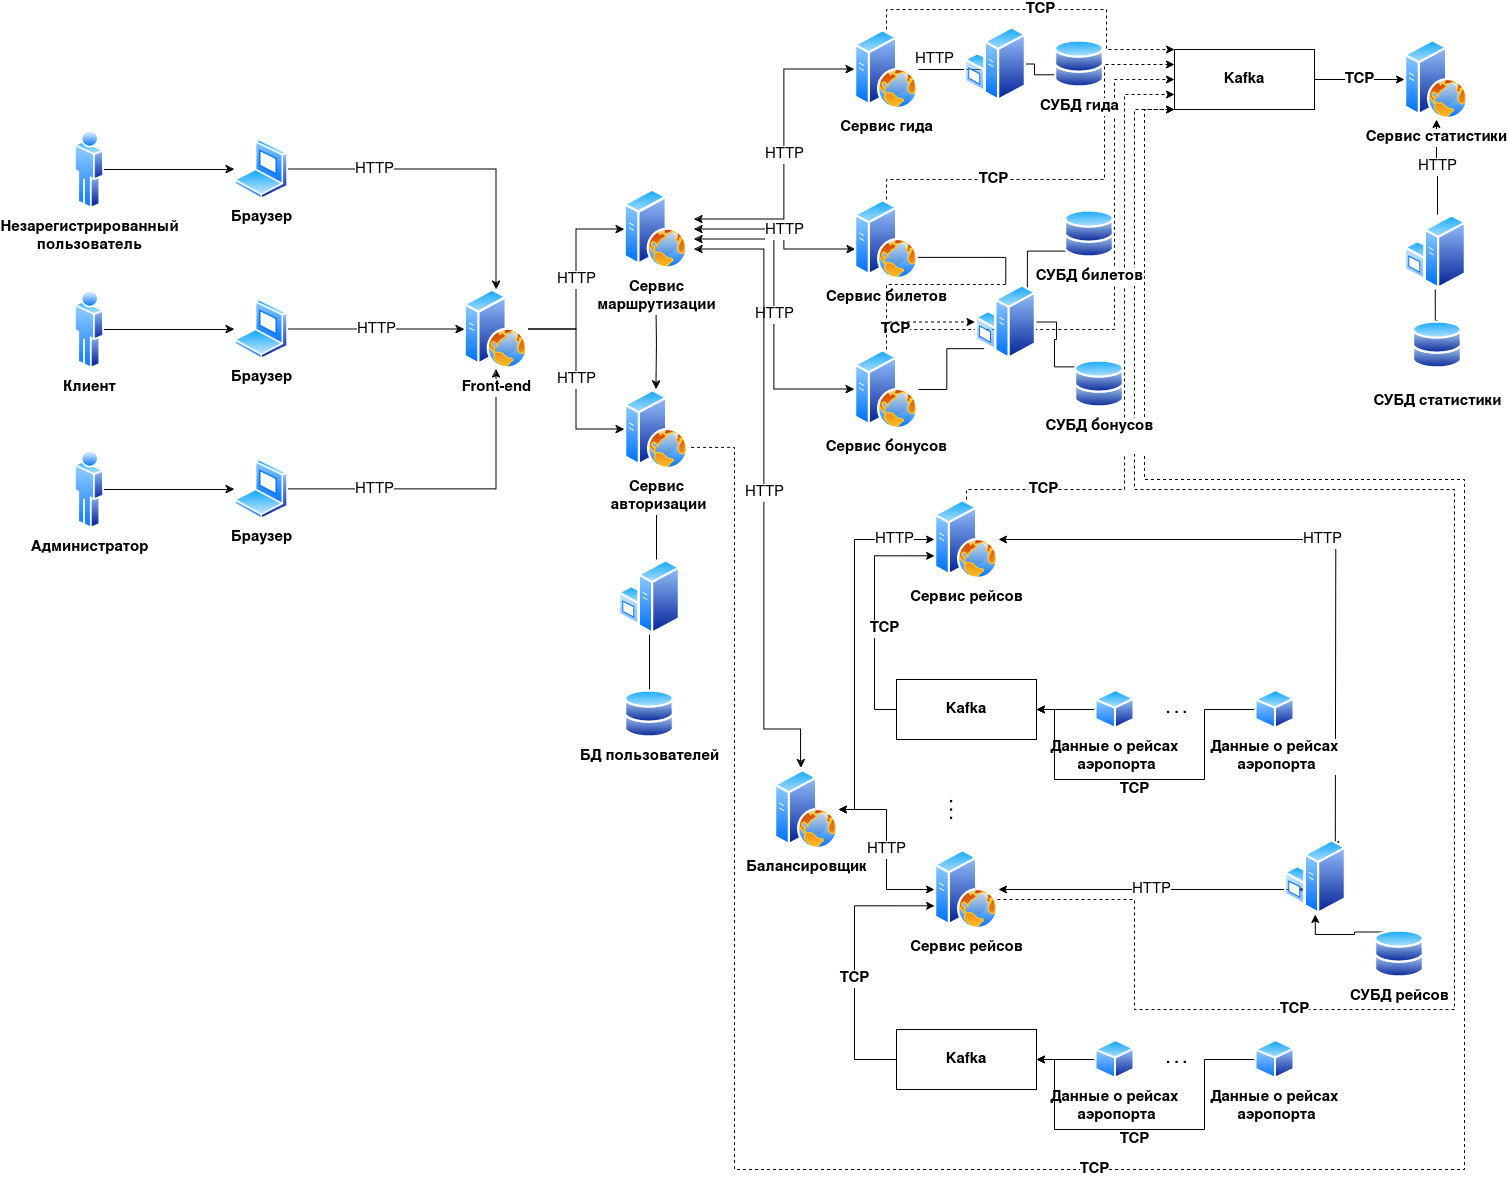 TCP
HTTP
Kafka
TCP
СУБД гида
Сервис гида
Сервис статистики
HTTP
HTTP
HTTP
TCP
Незарегистрированный
пользователь
Браузер
HTTP
Сервис
маршрутизации
HTTP
СУБД билетов
Сервис билетов
HTTP
TCP
Клиент
Браузер
HTTP
Front-end
HTTP
СУБД статистики
СУБД бонусов
Сервис бонусов
Администратор
Браузер
HTTP
Сервис
авторизации
HTTP
TCP
HTTP
HTTP
Сервис рейсов
TCP
Kafka
...
Данные о рейсах
аэропорта
Данные о рейсах
аэропорта
TCP
БД пользователей
...
HTTP
Балансировщик
HTTP
Сервис рейсов
TCP
СУБД рейсов
TCP
Kafka
...
Данные о рейсах
аэропорта
Данные о рейсах
аэропорта
TCP
TCP